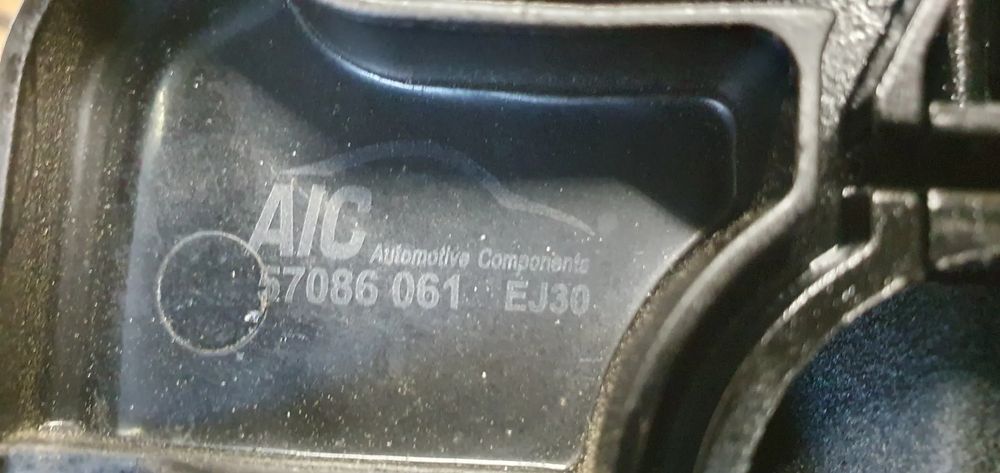 AIC
Automotive Components
57086 061 EJ30